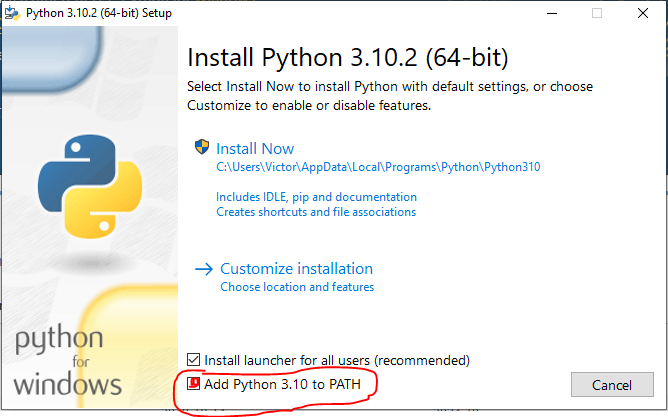 Python 3.10.2 (64-bit) Setup
Install Python 3.10.2 (64-bit)
Select Install Now to install Python with default settings, or choose
Customize to enable or disable features.
Install Now
C:\Users\Victor\AppData\Local\Programs\Python\Python310
Includes IDLE, pip and documentation
Creates shortcuts and file associations
Customize installation
Choose location and features
Install launcher for all users (recommended)
Add Python 3.10 to PATH
Cancel
python
for
windows